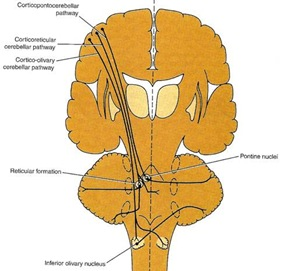 Corticopontocerebellar
pathway
Corticoreticular
cerebellar pathway
Cortico-olivary
cerebellar pathway
Pontine nuclei
Reticular formation
Inferior olivary nucleus